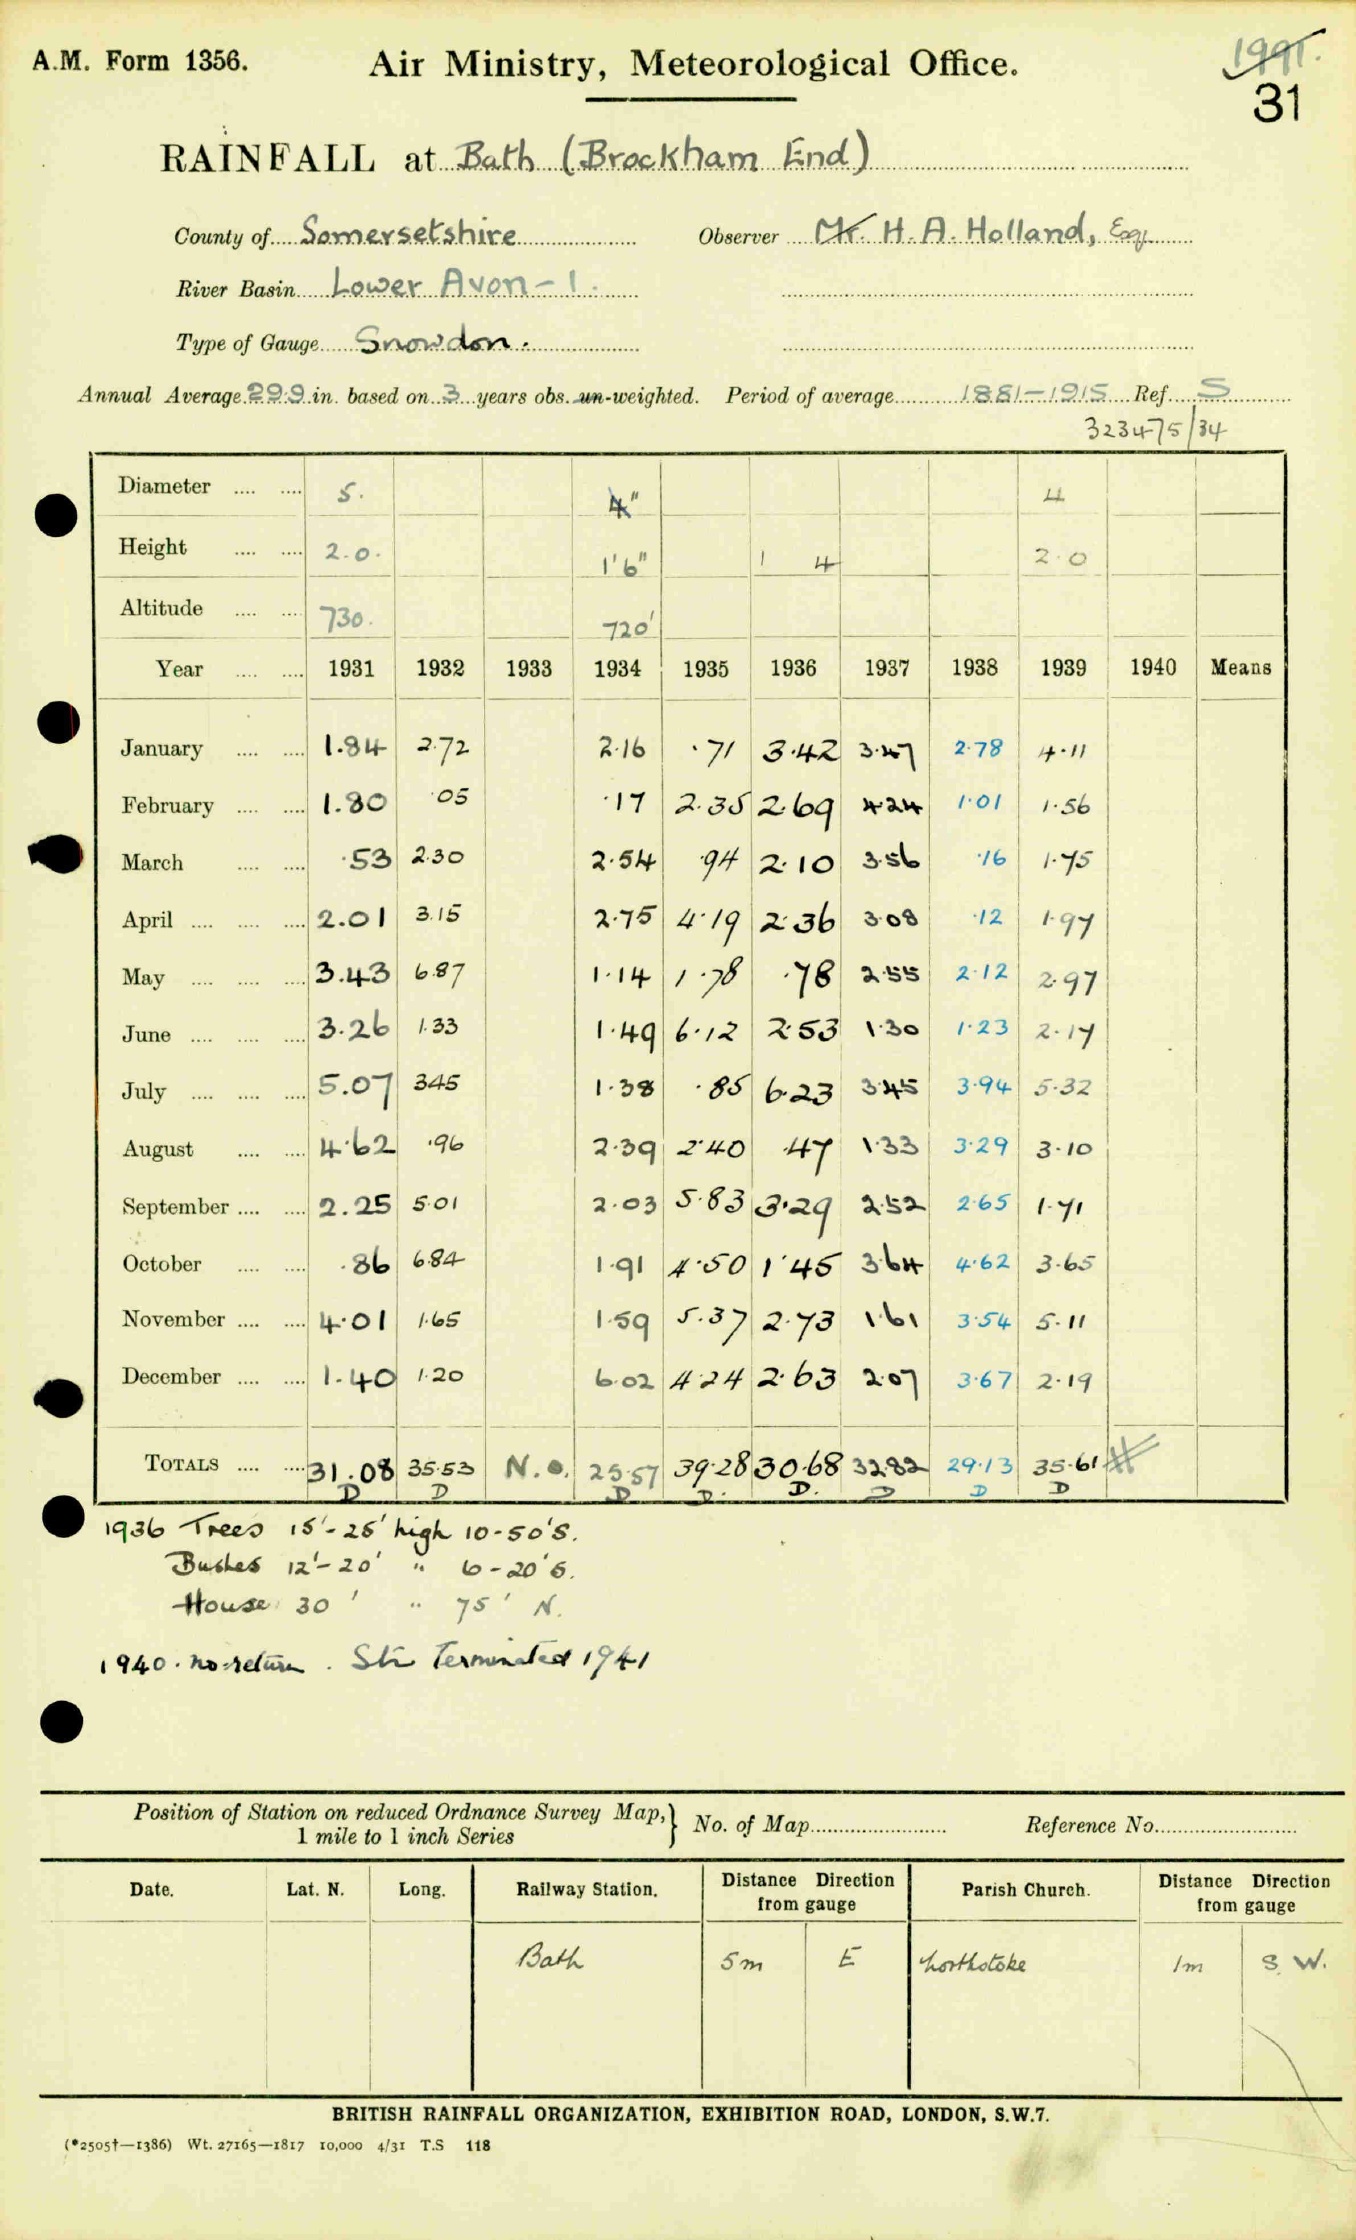 A.M. Form 1356. Air Ministry, Meteorological Office. 1991.
31
RAINFALL at Bath (Brockham End)
County of Somersetshire Observer Mr. H. A. Holland, Esq.
River Basin Lower Avon - 1.
Type of Gauge Snowdon.
Annual Average 29.9 in. based on 3 years obs. un-weighted. Period of average 1881-1915 Ref. S
323475/34
Diameter .... .... 5. 4" 4
Height .... .... 2.0. 1'6" 1 4 2.0
Altitude .... .... 730. 720'
Year .... .... 1931 1932 1933 1934 1935 1936 1937 1938 1939 1940 Means
January .... .... 1.84 2.72 2.16 .71 3.42 3.47 2.78 4.11
February .... .... 1.80 .05 .17 2.35 2.69 4.24 1.01 1.56
March .... .... .53 2.30 2.54 .94 2.10 3.56 .16 1.75
April .... .... .... 2.01 3.15 2.75 4.19 2.36 3.08 .12 1.97
May .... .... .... 3.43 6.87 1.14 1.78 .78 2.55 2.12 2.97
June .... .... .... 3.26 1.33 1.49 6.12 2.53 1.30 1.23 2.17
July .... .... .... 5.07 3.45 1.38 .85 6.23 3.45 3.94 5.32
August .... .... 4.62 .96 2.39 2.40 .47 1.33 3.29 3.10
September .... .... 2.25 5.01 2.03 5.83 3.29 2.52 2.65 1.71
October .... .... .86 6.84 1.91 4.50 1.45 3.64 4.62 3.65
November .... .... 4.01 1.65 1.59 5.37 2.73 1.61 3.54 5.11
December .... .... 1.40 1.20 6.02 4.24 2.63 2.07 3.67 2.19
TOTALS .... .... 31.08 35.53 N.o. 25.57 39.28 30.68 32.82 29.13 35.61
D D D D. D. D D D
1936 Trees 15'-25' high 10-50'S.
Bushes 12'-20' " 6-20'S.
House 30' " 75' N.
1940. no return. Stn terminated 1941
Position of Station on reduced Ordnance Survey Map, } No. of Map Reference No.
1 mile to 1 inch Series
Date. Lat. N. Long. Railway Station. Distance Direction from gauge Parish Church. Distance Direction from gauge
Bath 5m E Northstoke 1m S.W.
BRITISH RAINFALL ORGANIZATION, EXHIBITION ROAD, LONDON, S.W.7.
(*2505†—1386) Wt. 27165—1817 10,000 4/31 T.S 118